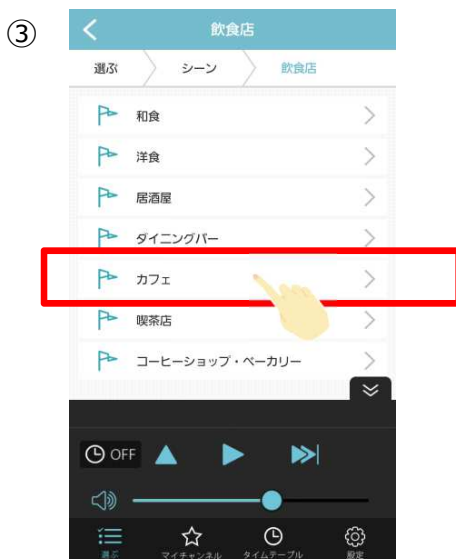 ③
飲食店
選ぶ シーン 飲食店
和食
洋食
居酒屋
ダイニングバー
カフェ
喫茶店
コーヒーショップ・ベーカリー
OFF
選ぶ マイチャンネル タイムテーブル 設定